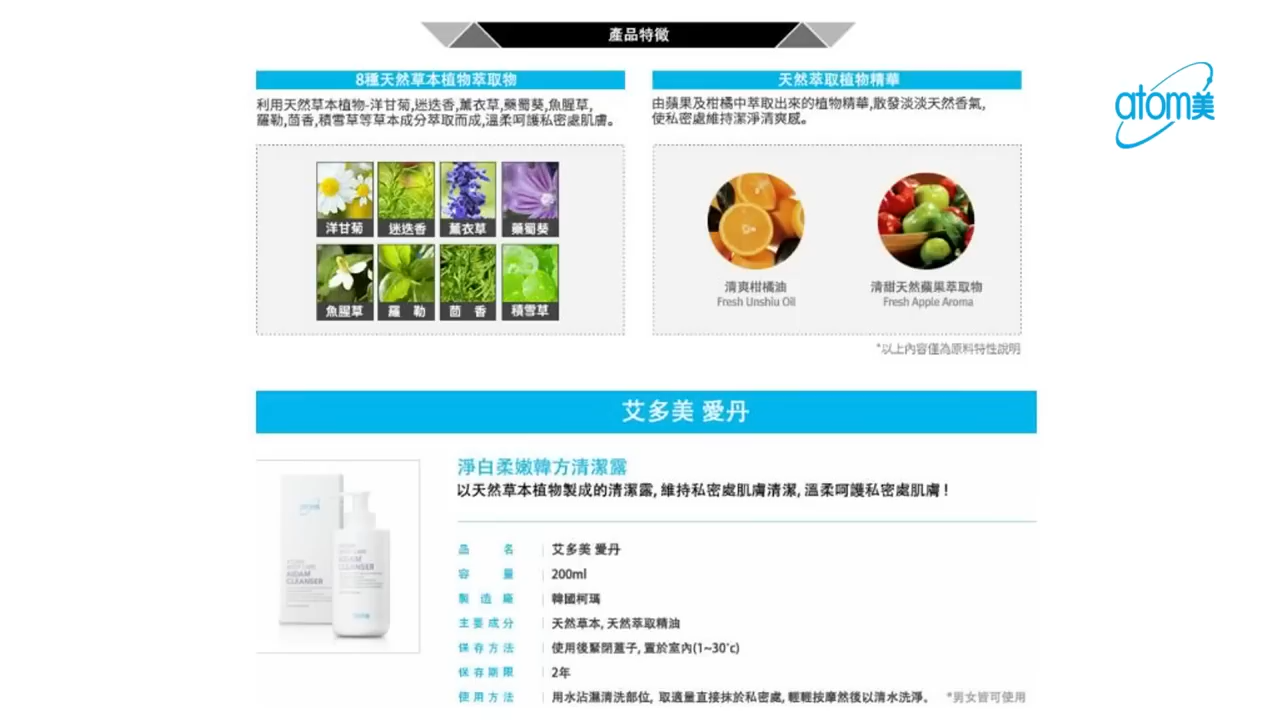 產品特徵
atom美
8種天然草本植物萃取物
利用天然草本植物-洋甘菊,迷迭香,薰衣草,藥蜀葵,魚腥草,
羅勒,茴香,積雪草等草本成分萃取而成,溫柔呵護私密處肌膚。
洋甘菊 迷迭香 薰衣草 藥蜀葵
魚腥草 羅 勒 茴 香 積雪草
天然萃取植物精華
由蘋果及柑橘中萃取出來的植物精華,散發淡淡天然香氣,
使私密處維持潔淨清爽感。
清爽柑橘油
Fresh Unshiu Oil
清甜天然蘋果萃取物
Fresh Apple Aroma
*以上內容僅為原料特性說明
艾多美 愛丹
淨白柔嫩韓方清潔露
以天然草本植物製成的清潔露, 維持私密處肌膚清潔, 溫柔呵護私密處肌膚 !
atom美
AIDAM
CLEANSER
AIDAM
CLEANSER
atom美
品 名 艾多美 愛丹
容 量 200ml
製 造 廠 韓國柯瑪
主要成分 天然草本, 天然萃取精油
保存方法 使用後緊閉蓋子, 置於室內(1~30˚c)
保存期限 2年
使用方法 用水沾濕清洗部位, 取適量直接抹於私密處, 輕輕按摩然後以清水洗淨。 *男女皆可使用